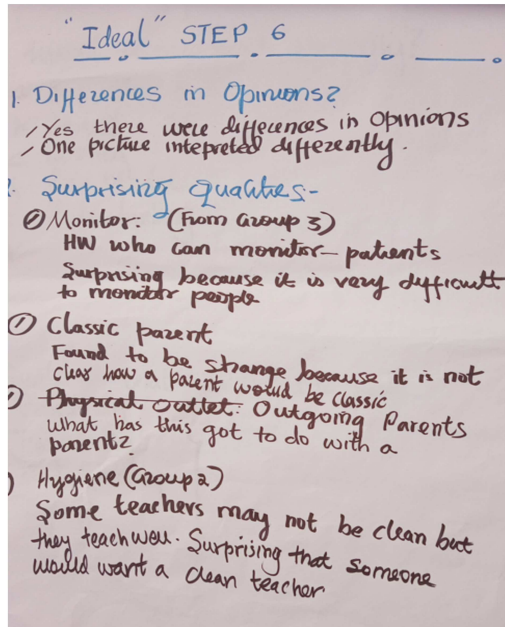 "Ideal" STEP 6
1. Differences in Opinions?
Yes there were differences in Opinions
One picture intepreted differently.
Surprising qualities-
Monitor: (From Group 3)
HW who can monitor- patients
Surprising because it is very difficult
to monitor people
Classic parent
Found to be strange because it is not
clear how a parent would be classic
Physical outlet: Outgoing Parents
What has this got to do with a
parent?
Hygiene (Group 2)
Some teachers may not be clean but
they teach well. Surprising that someone
would want a clean teacher